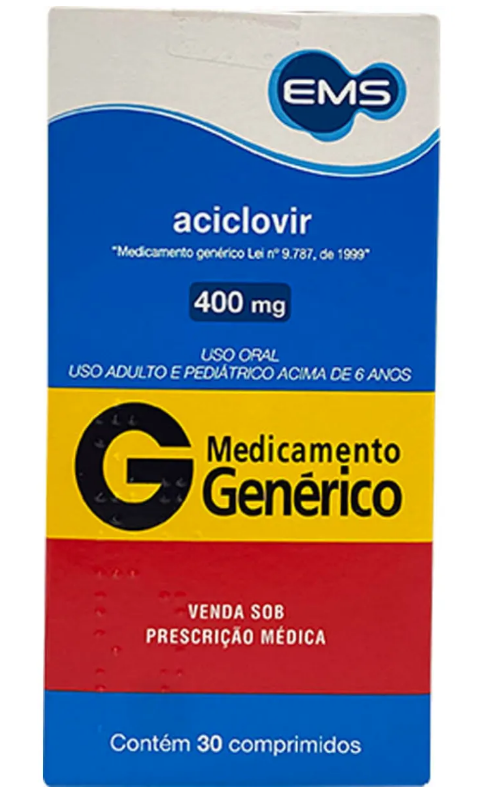 EMS
aciclovir
"Medicamento genérico Lei nº 9.787, de 1999"
400 mg
USO ORAL
USO ADULTO E PEDIÁTRICO ACIMA DE 6 ANOS
G Medicamento
Genérico
VENDA SOB
PRESCRIÇÃO MÉDICA
Contém 30 comprimidos